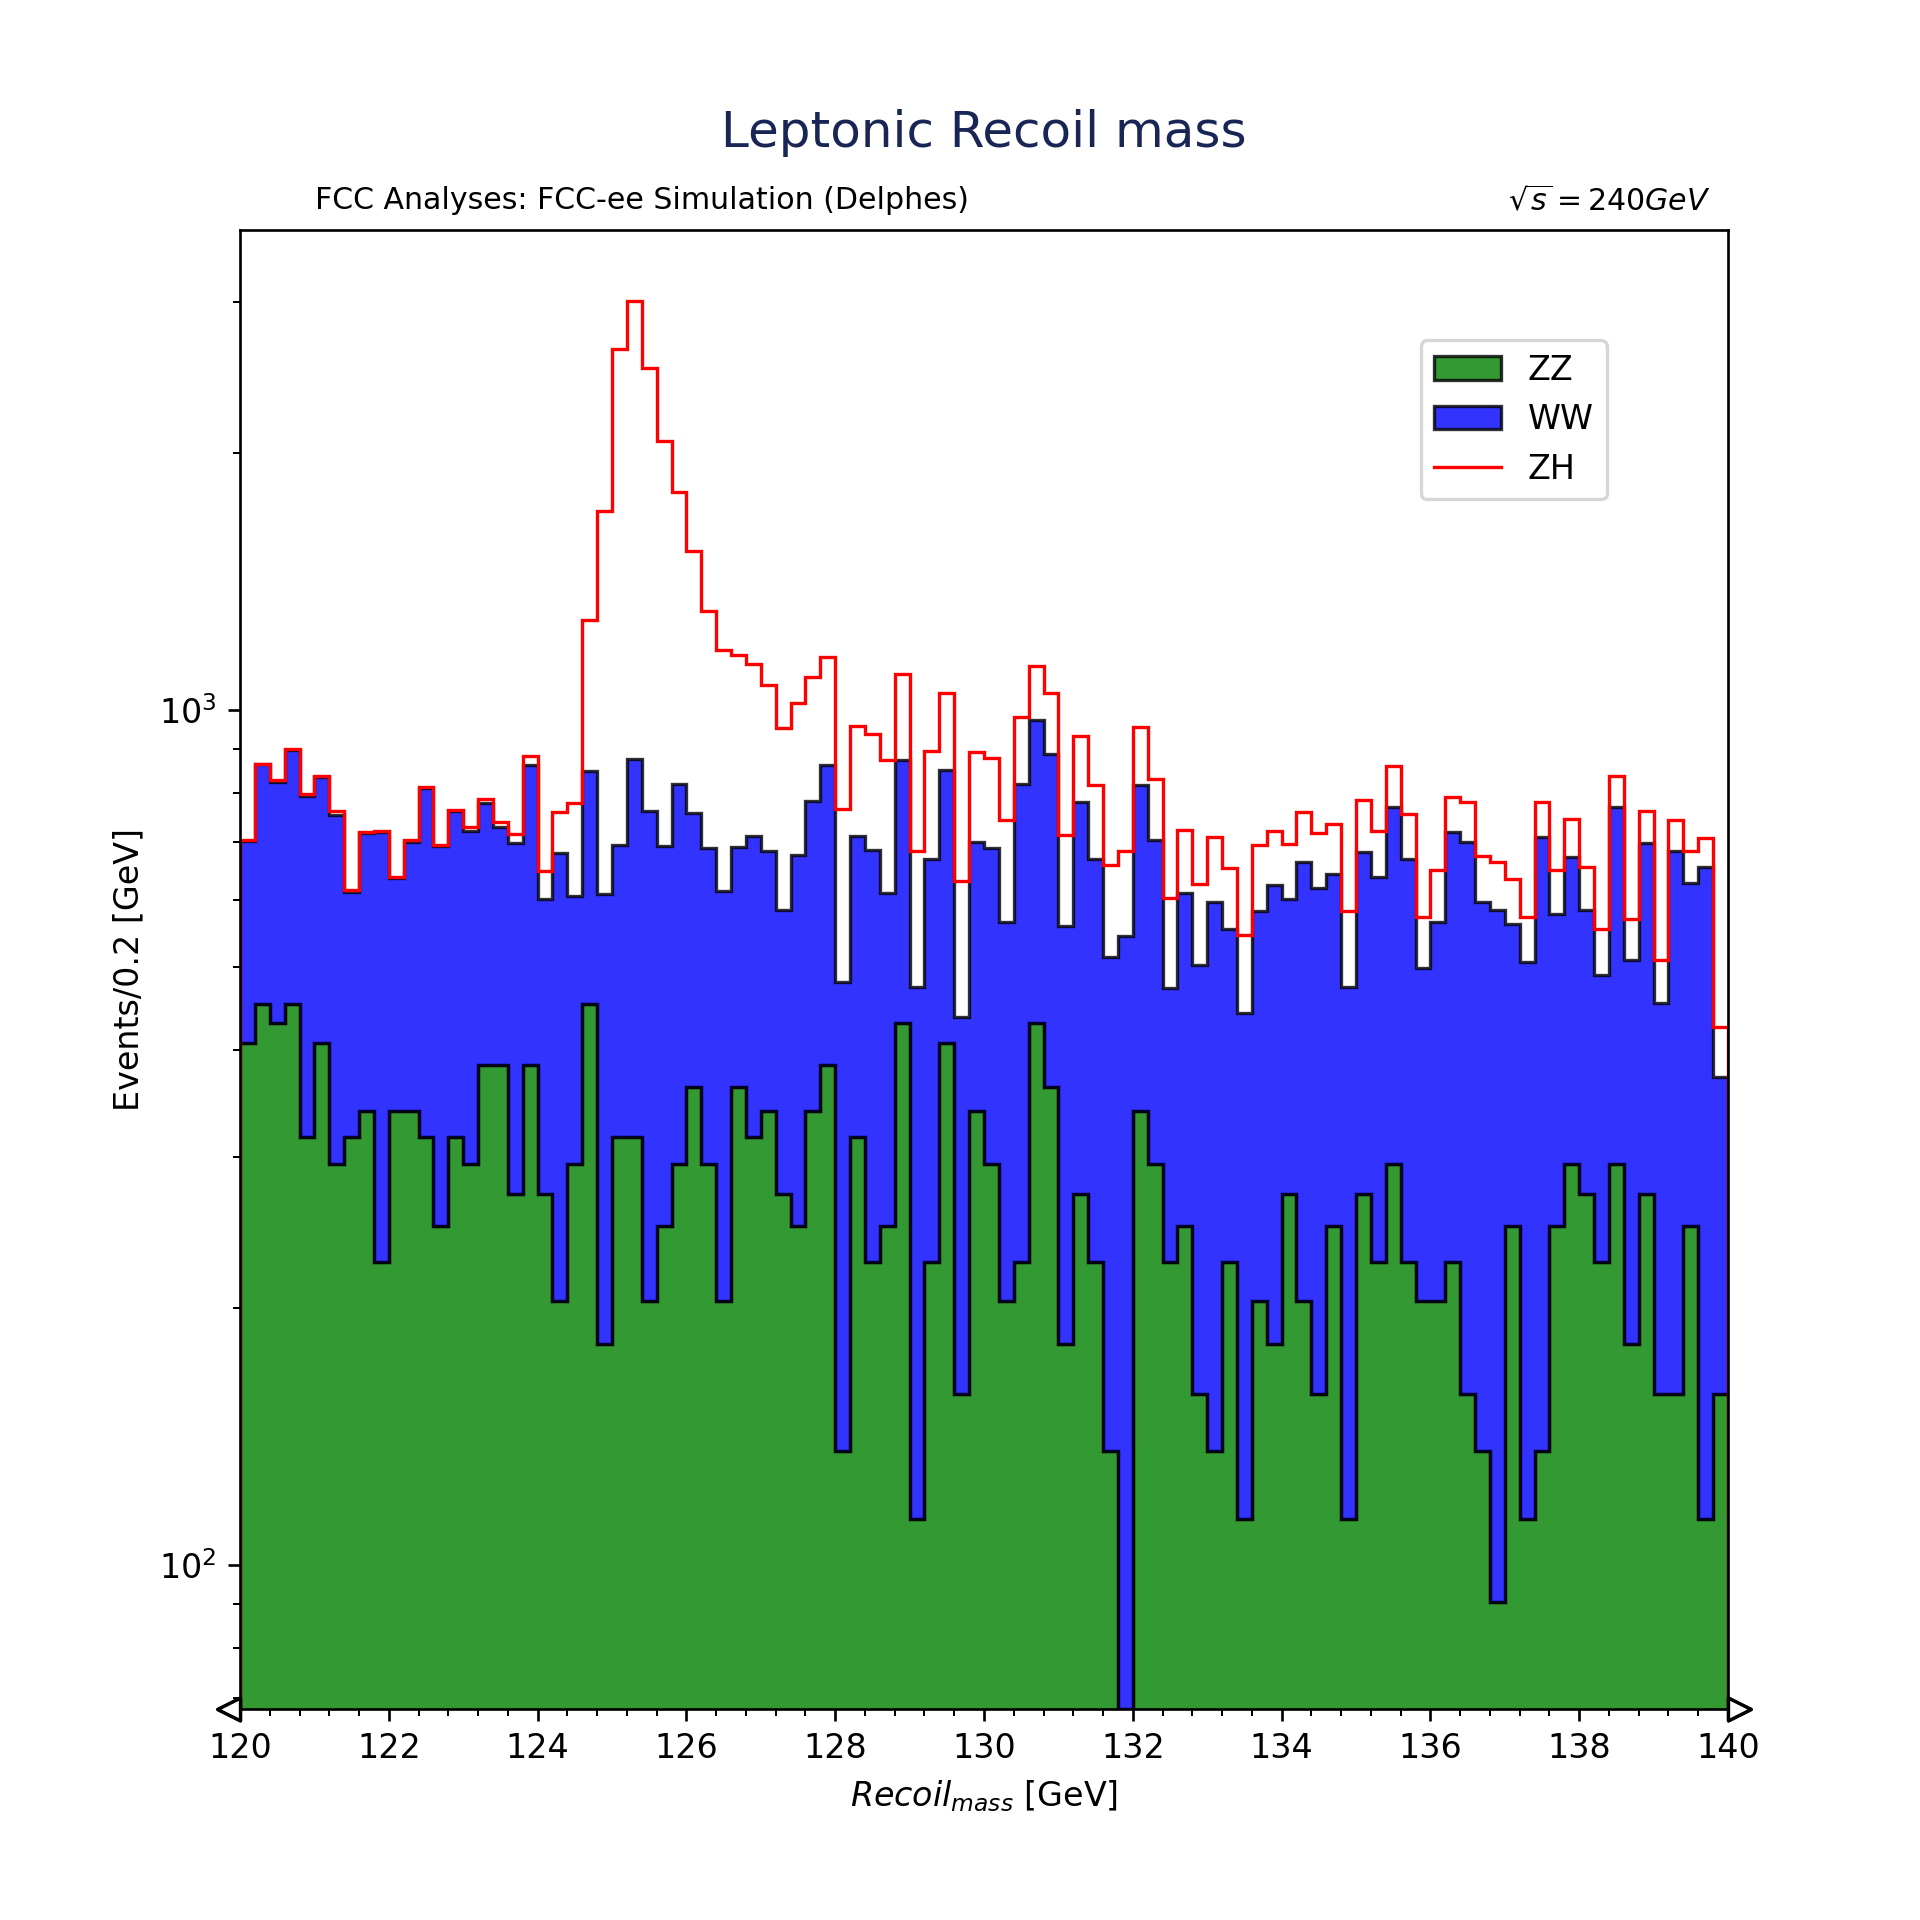 Leptonic Recoil mass
FCC Analyses: FCC-ee Simulation (Delphes)
√s = 240GeV
ZZ
WW
ZH
10³
10²
Events/0.2 [GeV]
120 122 124 126 128 130 132 134 136 138 140
Recoil_mass [GeV]